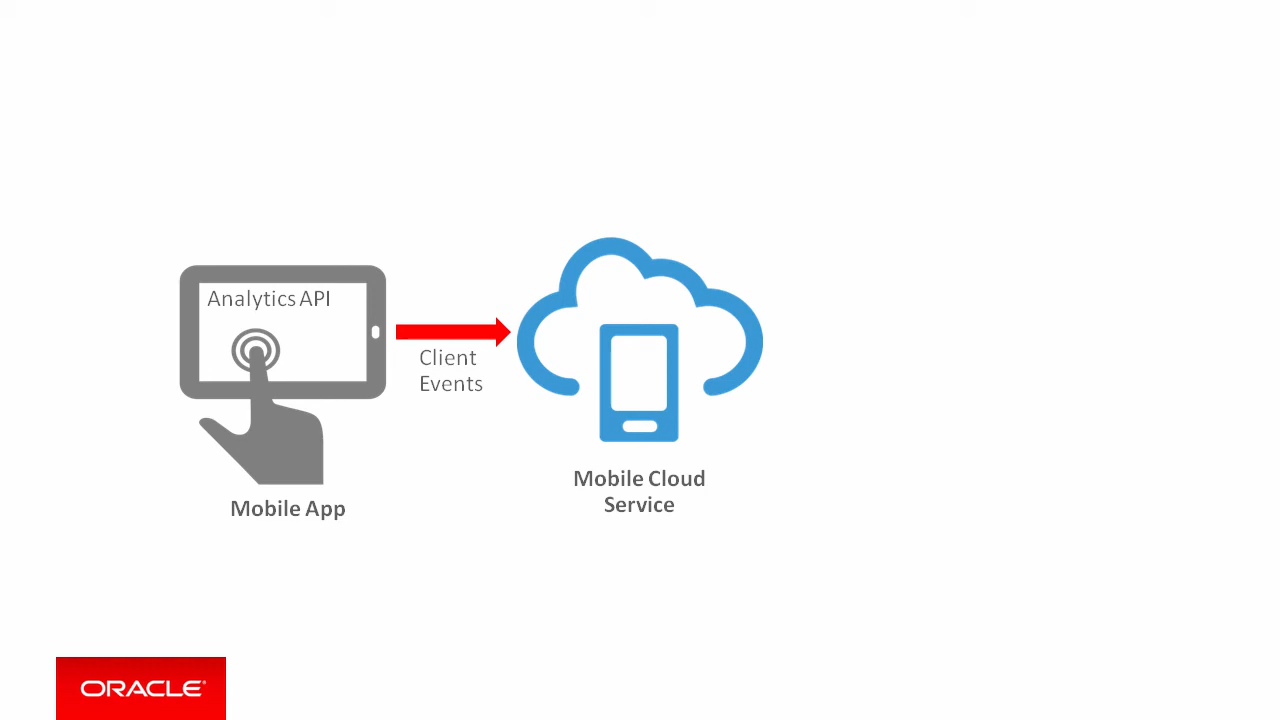 Analytics API
Client
Events
Mobile App
Mobile Cloud
Service
ORACLE®